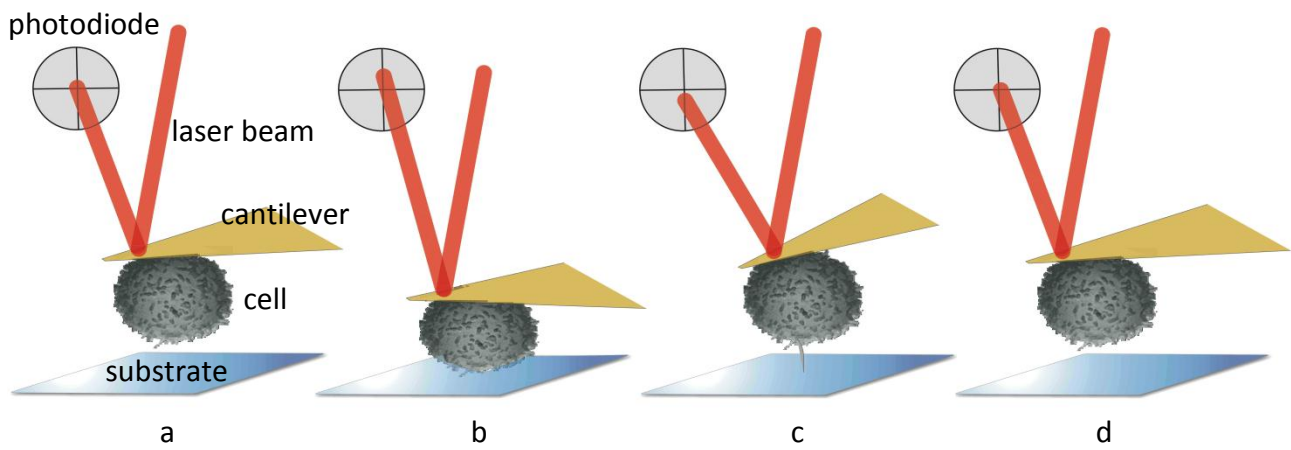 photodiode
laser beam
cantilever
cell
substrate
a
b
c
d